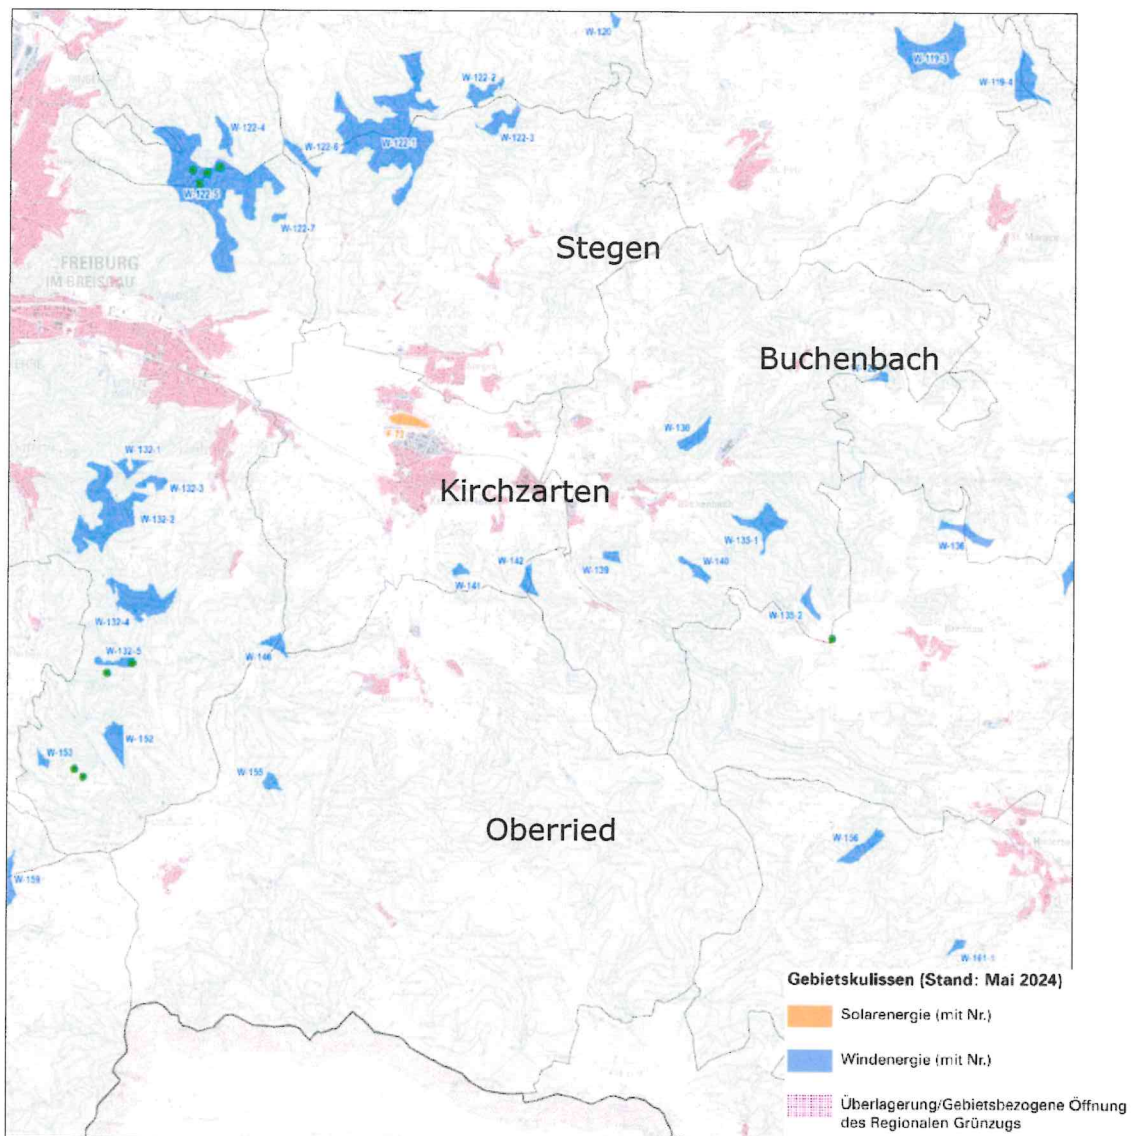 W-120
W-119-3
W-119-4
W-122-2
W-122-4
W-122-3
W-122-6
W-122-1
W-122-5
W-122-7
Stegen
FREIBURG
IM BREISGAU
Buchenbach
W-130
W-132-1
W-132-3
Kirchzarten
W-132-2
W-135-1
W-136
W-142
W-139
W-140
W-141
W-132-4
W-135-2
W-132-5
W-146
W-152
W-153
W-155
Oberried
W-156
W-159
W-161-1
Gebietskulissen (Stand: Mai 2024)
Solarenergie (mit Nr.)
Windenergie (mit Nr.)
Überlagerung/Gebietsbezogene Öffnung
des Regionalen Grünzugs